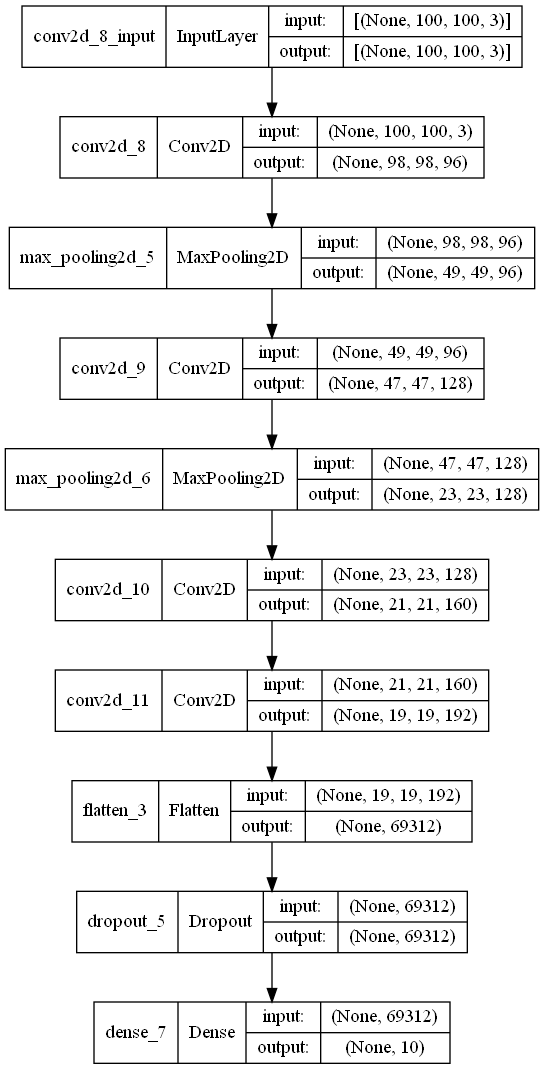 conv2d_8_input InputLayer input: [(None, 100, 100, 3)]
output: [(None, 100, 100, 3)]
conv2d_8 Conv2D input: (None, 100, 100, 3)
output: (None, 98, 98, 96)
max_pooling2d_5 MaxPooling2D input: (None, 98, 98, 96)
output: (None, 49, 49, 96)
conv2d_9 Conv2D input: (None, 49, 49, 96)
output: (None, 47, 47, 128)
max_pooling2d_6 MaxPooling2D input: (None, 47, 47, 128)
output: (None, 23, 23, 128)
conv2d_10 Conv2D input: (None, 23, 23, 128)
output: (None, 21, 21, 160)
conv2d_11 Conv2D input: (None, 21, 21, 160)
output: (None, 19, 19, 192)
flatten_3 Flatten input: (None, 19, 19, 192)
output: (None, 69312)
dropout_5 Dropout input: (None, 69312)
output: (None, 69312)
dense_7 Dense input: (None, 69312)
output: (None, 10)